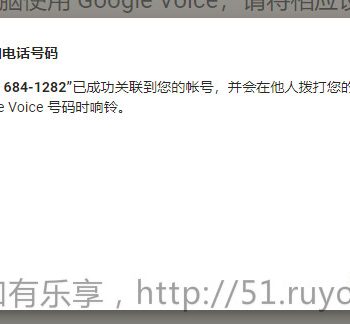 脑使用 Google Voice，请将相应设
电话号码
684-1282”已成功关联到您的帐号，并会在他人拨打您的
e Voice 号码时响铃。
有乐享，http://51.ruyo